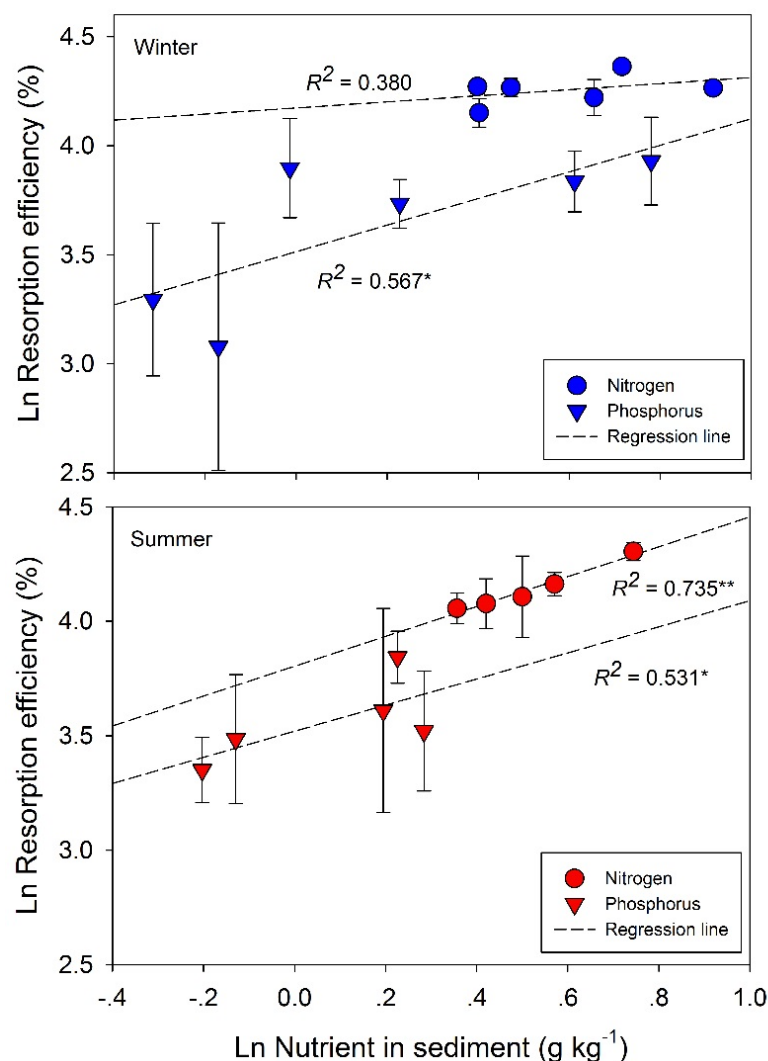 Winter
R² = 0.380
R² = 0.567*
Nitrogen
Phosphorus
Regression line
4.5
4.0
3.5
3.0
2.5
Ln Resorption efficiency (%)
Summer
R² = 0.735**
R² = 0.531*
Nitrogen
Phosphorus
Regression line
4.5
4.0
3.5
3.0
2.5
Ln Resorption efficiency (%)
-.4 -.2 0.0 .2 .4 .6 .8 1.0
Ln Nutrient in sediment (g kg⁻¹)